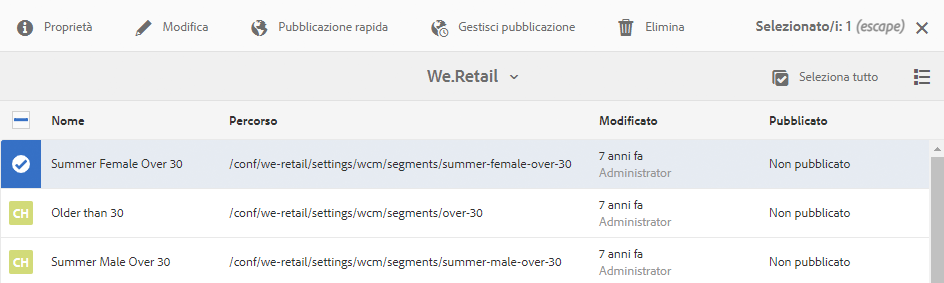 Proprietà Modifica Pubblicazione rapida Gestisci pubblicazione Elimina Selezionato/i: 1 (escape)
We.Retail Seleziona tutto
Nome Percorso Modificato Pubblicato
Summer Female Over 30 /conf/we-retail/settings/wcm/segments/summer-female-over-30 7 anni fa Non pubblicato
Administrator
CH Older than 30 /conf/we-retail/settings/wcm/segments/over-30 7 anni fa Non pubblicato
Administrator
CH Summer Male Over 30 /conf/we-retail/settings/wcm/segments/summer-male-over-30 7 anni fa Non pubblicato
Administrator